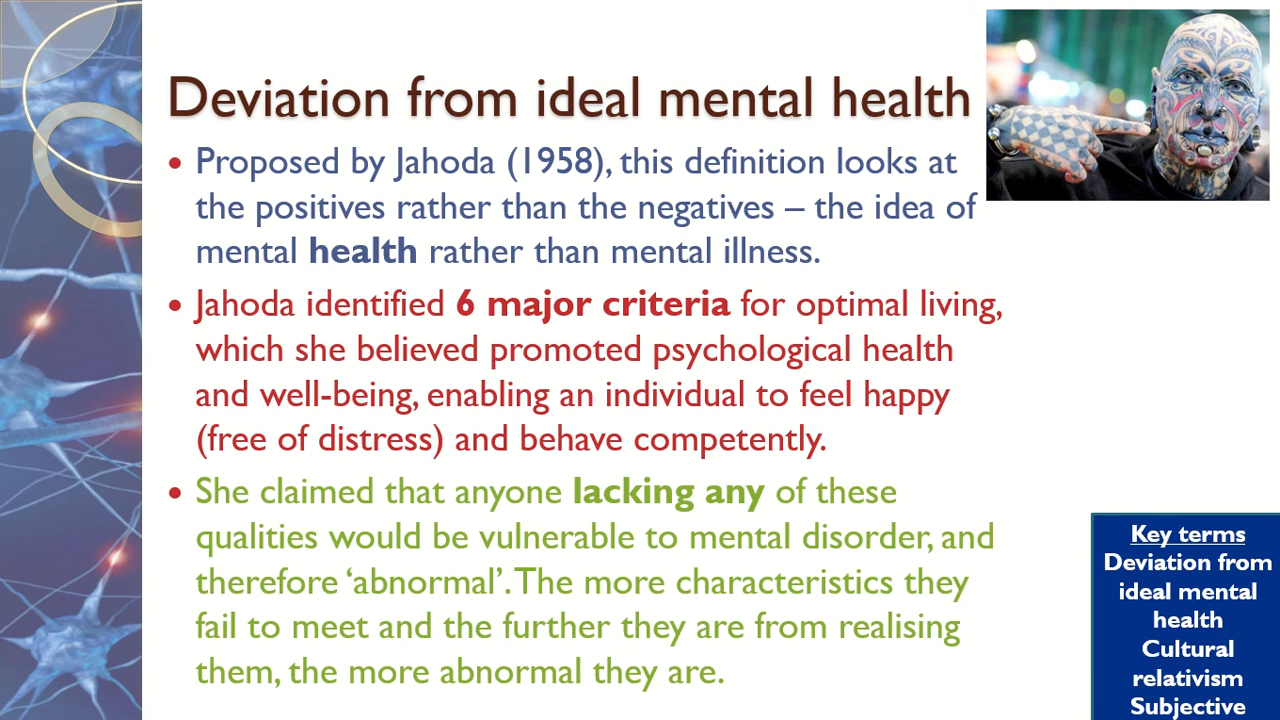 Deviation from ideal mental health
• Proposed by Jahoda (1958), this definition looks at
the positives rather than the negatives – the idea of
mental health rather than mental illness.
• Jahoda identified 6 major criteria for optimal living,
which she believed promoted psychological health
and well-being, enabling an individual to feel happy
(free of distress) and behave competently.
• She claimed that anyone lacking any of these
qualities would be vulnerable to mental disorder, and
therefore ‘abnormal’. The more characteristics they
fail to meet and the further they are from realising
them, the more abnormal they are.
Key terms
Deviation from
ideal mental
health
Cultural
relativism
Subjective